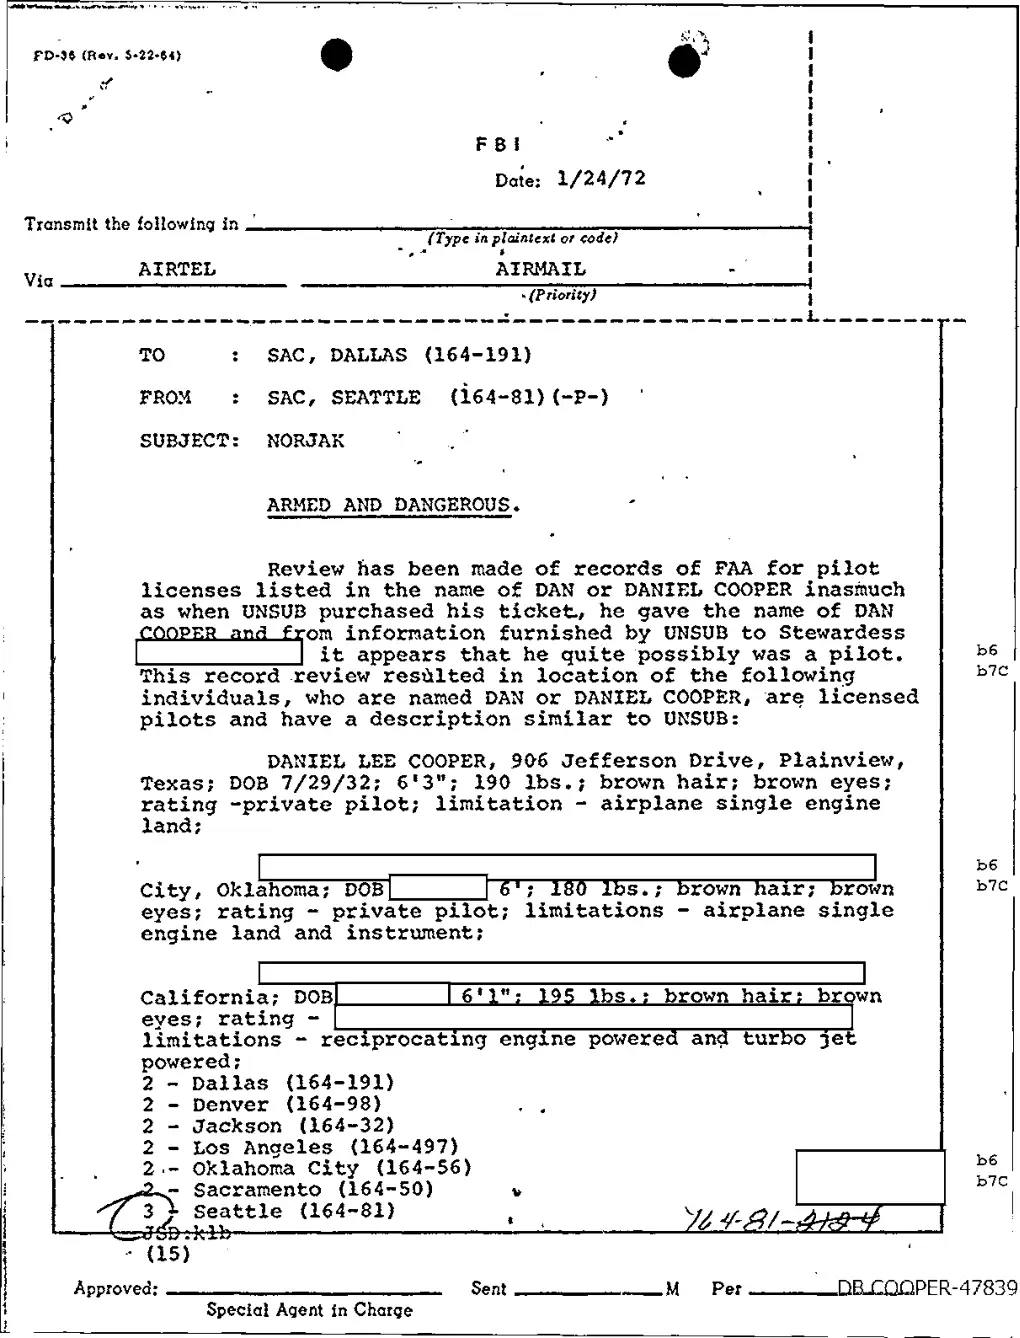 FD-36 (Rev. 5-22-64)
FBI
Date: 1/24/72
Transmit the following in
(Type in plaintext or code)
Via AIRTEL AIRMAIL
(Priority)
TO : SAC, DALLAS (164-191)
FROM : SAC, SEATTLE (164-81)(-P-)
SUBJECT: NORJAK
ARMED AND DANGEROUS.
Review has been made of records of FAA for pilot
licenses listed in the name of DAN or DANIEL COOPER inasmuch
as when UNSUB purchased his ticket, he gave the name of DAN
COOPER and from information furnished by UNSUB to Stewardess
it appears that he quite possibly was a pilot.
b6
This record review resulted in location of the following
b7C
individuals, who are named DAN or DANIEL COOPER, are licensed
pilots and have a description similar to UNSUB:
DANIEL LEE COOPER, 906 Jefferson Drive, Plainview,
Texas; DOB 7/29/32; 6'3"; 190 lbs.; brown hair; brown eyes;
rating -private pilot; limitation - airplane single engine
land;
b6
City, Oklahoma; DOB 6'; 180 lbs.; brown hair; brown
b7C
eyes; rating - private pilot; limitations - airplane single
engine land and instrument;
California; DOB 6'1"; 195 lbs.; brown hair; brown
eyes; rating -
limitations - reciprocating engine powered and turbo jet
powered;
2 - Dallas (164-191)
2 - Denver (164-98)
2 - Jackson (164-32)
2 - Los Angeles (164-497)
2 - Oklahoma City (164-56)
b6
2 - Sacramento (164-50)
b7C
3 - Seattle (164-81)
JSD:klb
164-81-2124
(15)
Approved: Sent M Per
DB COOPER-47839
Special Agent in Charge